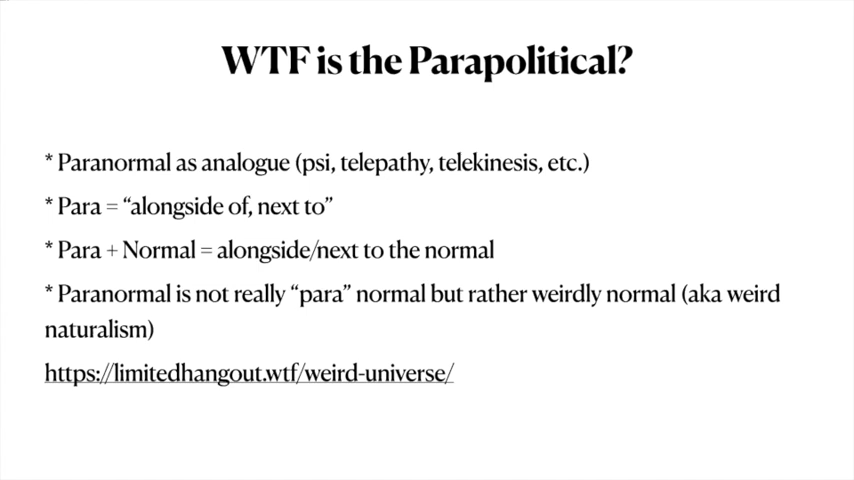 WTF is the Parapolitical?
* Paranormal as analogue (psi, telepathy, telekinesis, etc.)
* Para = “alongside of, next to”
* Para + Normal = alongside/next to the normal
* Paranormal is not really “para” normal but rather weirdly normal (aka weird
naturalism)
https://limitedhangout.wtf/weird-universe/